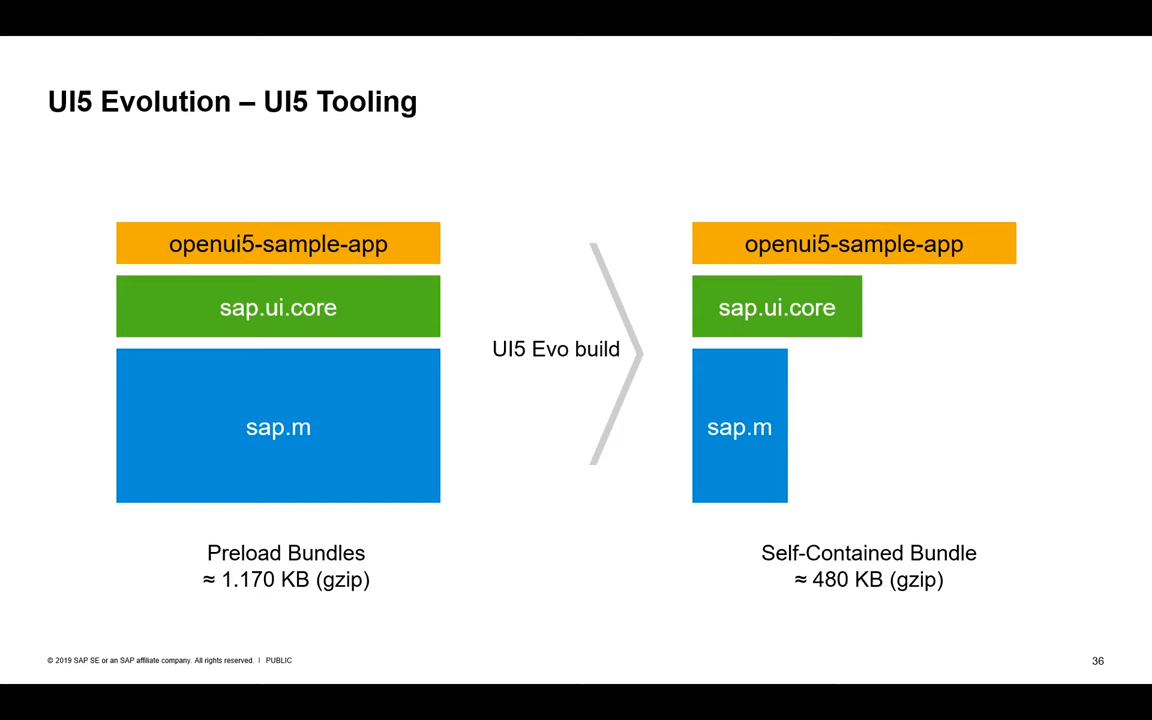 UI5 Evolution – UI5 Tooling
openui5-sample-app
sap.ui.core
sap.m
Preload Bundles
≈ 1.170 KB (gzip)
UI5 Evo build
openui5-sample-app
sap.ui.core
sap.m
Self-Contained Bundle
≈ 480 KB (gzip)
© 2019 SAP SE or an SAP affiliate company. All rights reserved. | PUBLIC
36